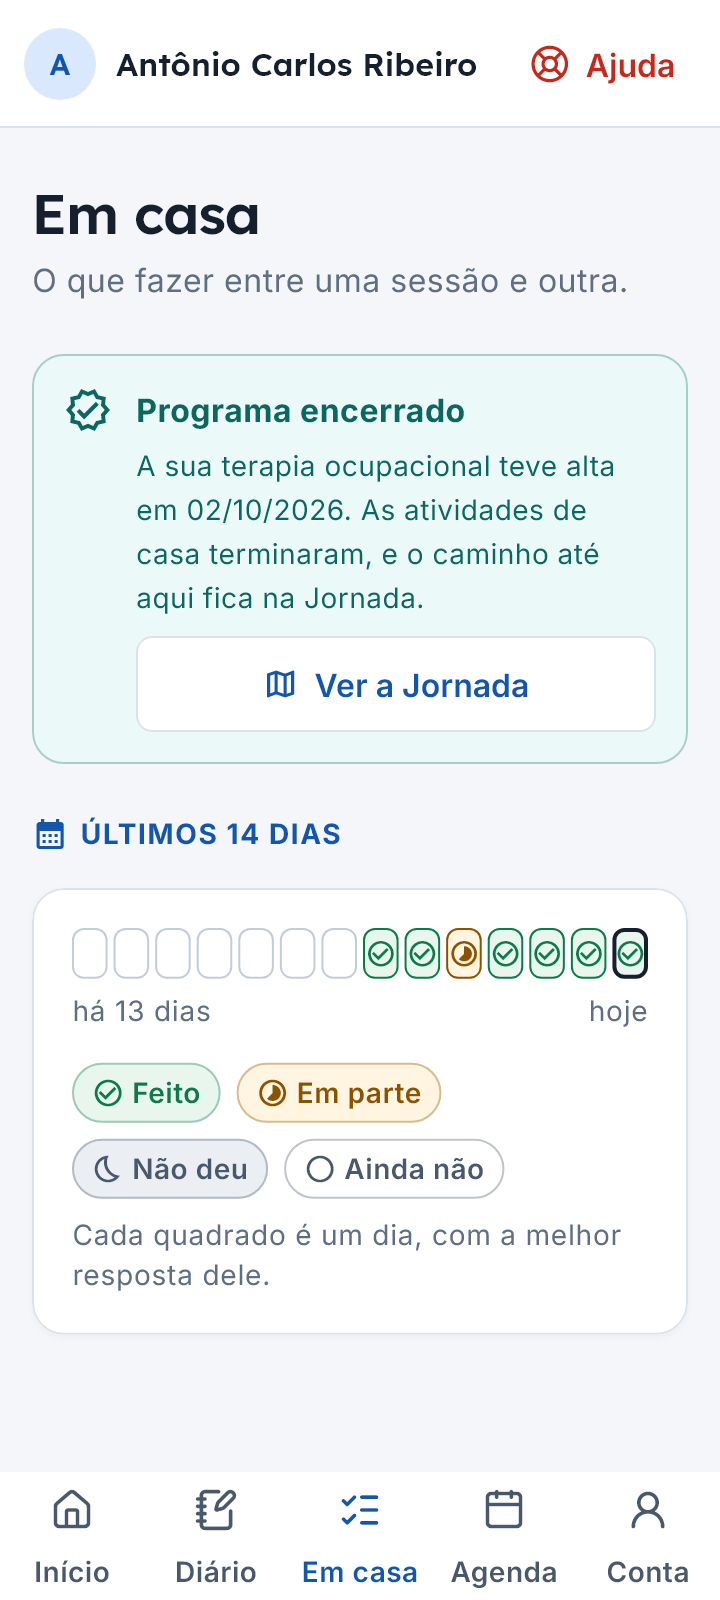 A
Antônio Carlos Ribeiro
Ajuda
Em casa
O que fazer entre uma sessão e outra.
Programa encerrado
A sua terapia ocupacional teve alta
em 02/10/2026. As atividades de
casa terminaram, e o caminho até
aqui fica na Jornada.
Ver a Jornada
ÚLTIMOS 14 DIAS
há 13 dias
hoje
Feito
Em parte
Não deu
Ainda não
Cada quadrado é um dia, com a melhor
resposta dele.
Início
Diário
Em casa
Agenda
Conta